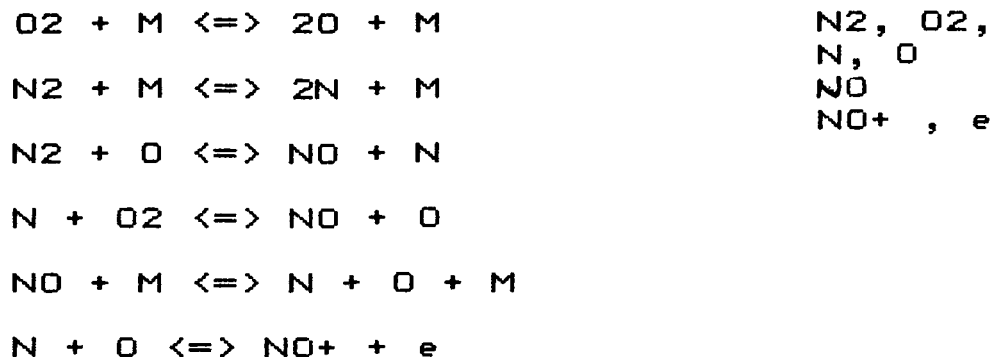 O2 + M <=> 2O + M
N2 + M <=> 2N + M
N2 + O <=> NO + N
N + O2 <=> NO + O
NO + M <=> N + O + M
N + O <=> NO+ + e
N2, O2,
N, O
NO
NO+ , e